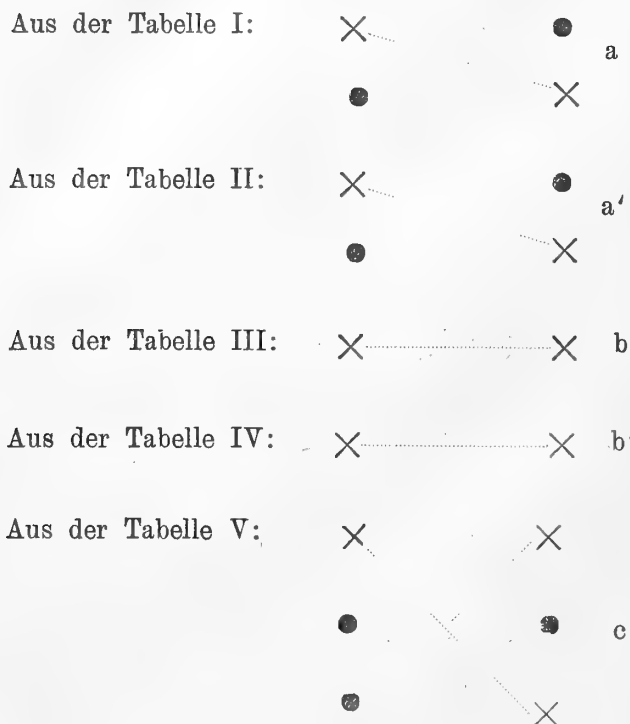 Aus der Tabelle I:
a
Aus der Tabelle II:
a'
Aus der Tabelle III: b
Aus der Tabelle IV: b'
Aus der Tabelle V:
c